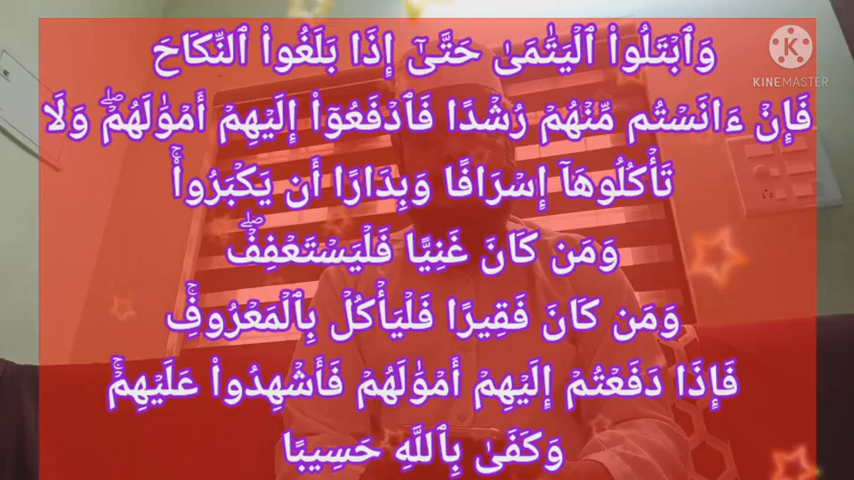 وَٱبْتَلُوا۟ ٱلْيَتَـٰمَىٰ حَتَّىٰٓ إِذَا بَلَغُوا۟ ٱلنِّكَاحَ
KINEMASTER
فَإِنْ ءَانَسْتُم مِّنْهُمْ رُشْدًا فَٱدْفَعُوٓا۟ إِلَيْهِمْ أَمْوَٰلَهُمْ ۖ وَلَا
تَأْكُلُوهَآ إِسْرَافًا وَبِدَارًا أَن يَكْبَرُوا۟ ۚ
وَمَن كَانَ غَنِيًّا فَلْيَسْتَعْفِفْ ۖ
وَمَن كَانَ فَقِيرًا فَلْيَأْكُلْ بِٱلْمَعْرُوفِ ۚ
فَإِذَا دَفَعْتُمْ إِلَيْهِمْ أَمْوَٰلَهُمْ فَأَشْهِدُوا۟ عَلَيْهِمْ ۚ
وَكَفَىٰ بِٱللَّهِ حَسِيبًا